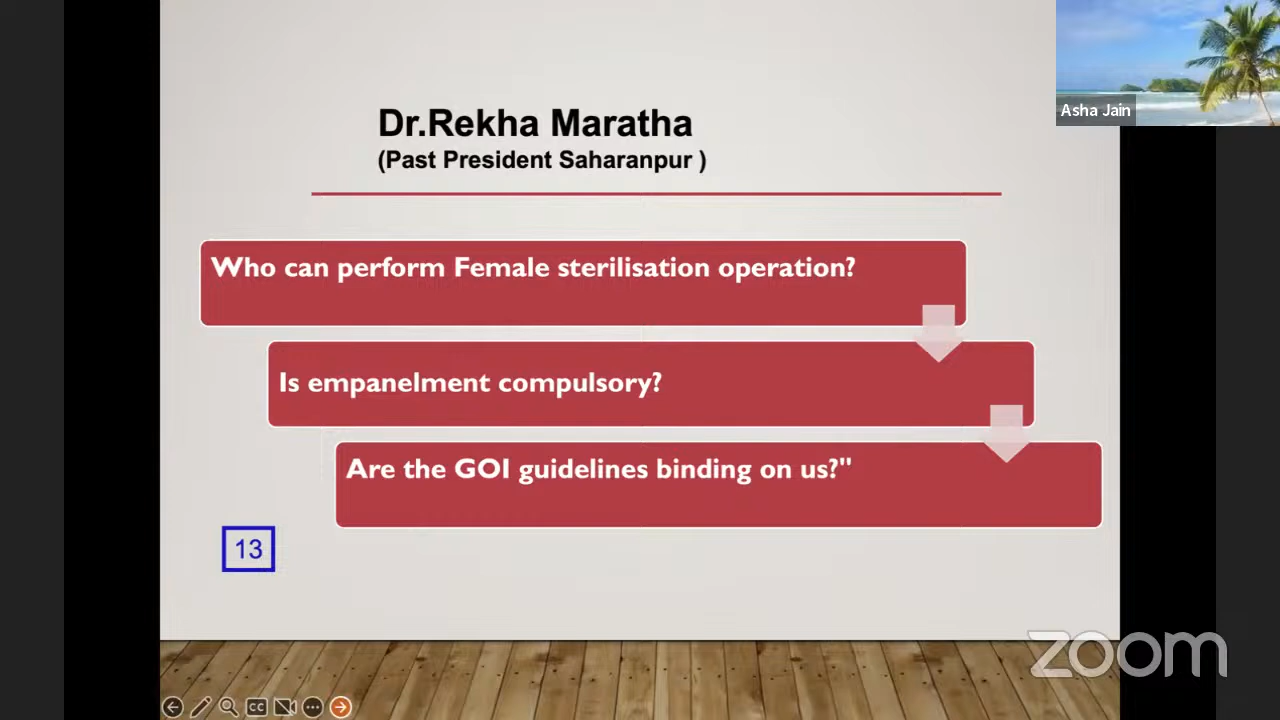 Asha Jain
Dr.Rekha Maratha
(Past President Saharanpur )
Who can perform Female sterilisation operation?
Is empanelment compulsory?
Are the GOI guidelines binding on us?"
13
zoom
CC